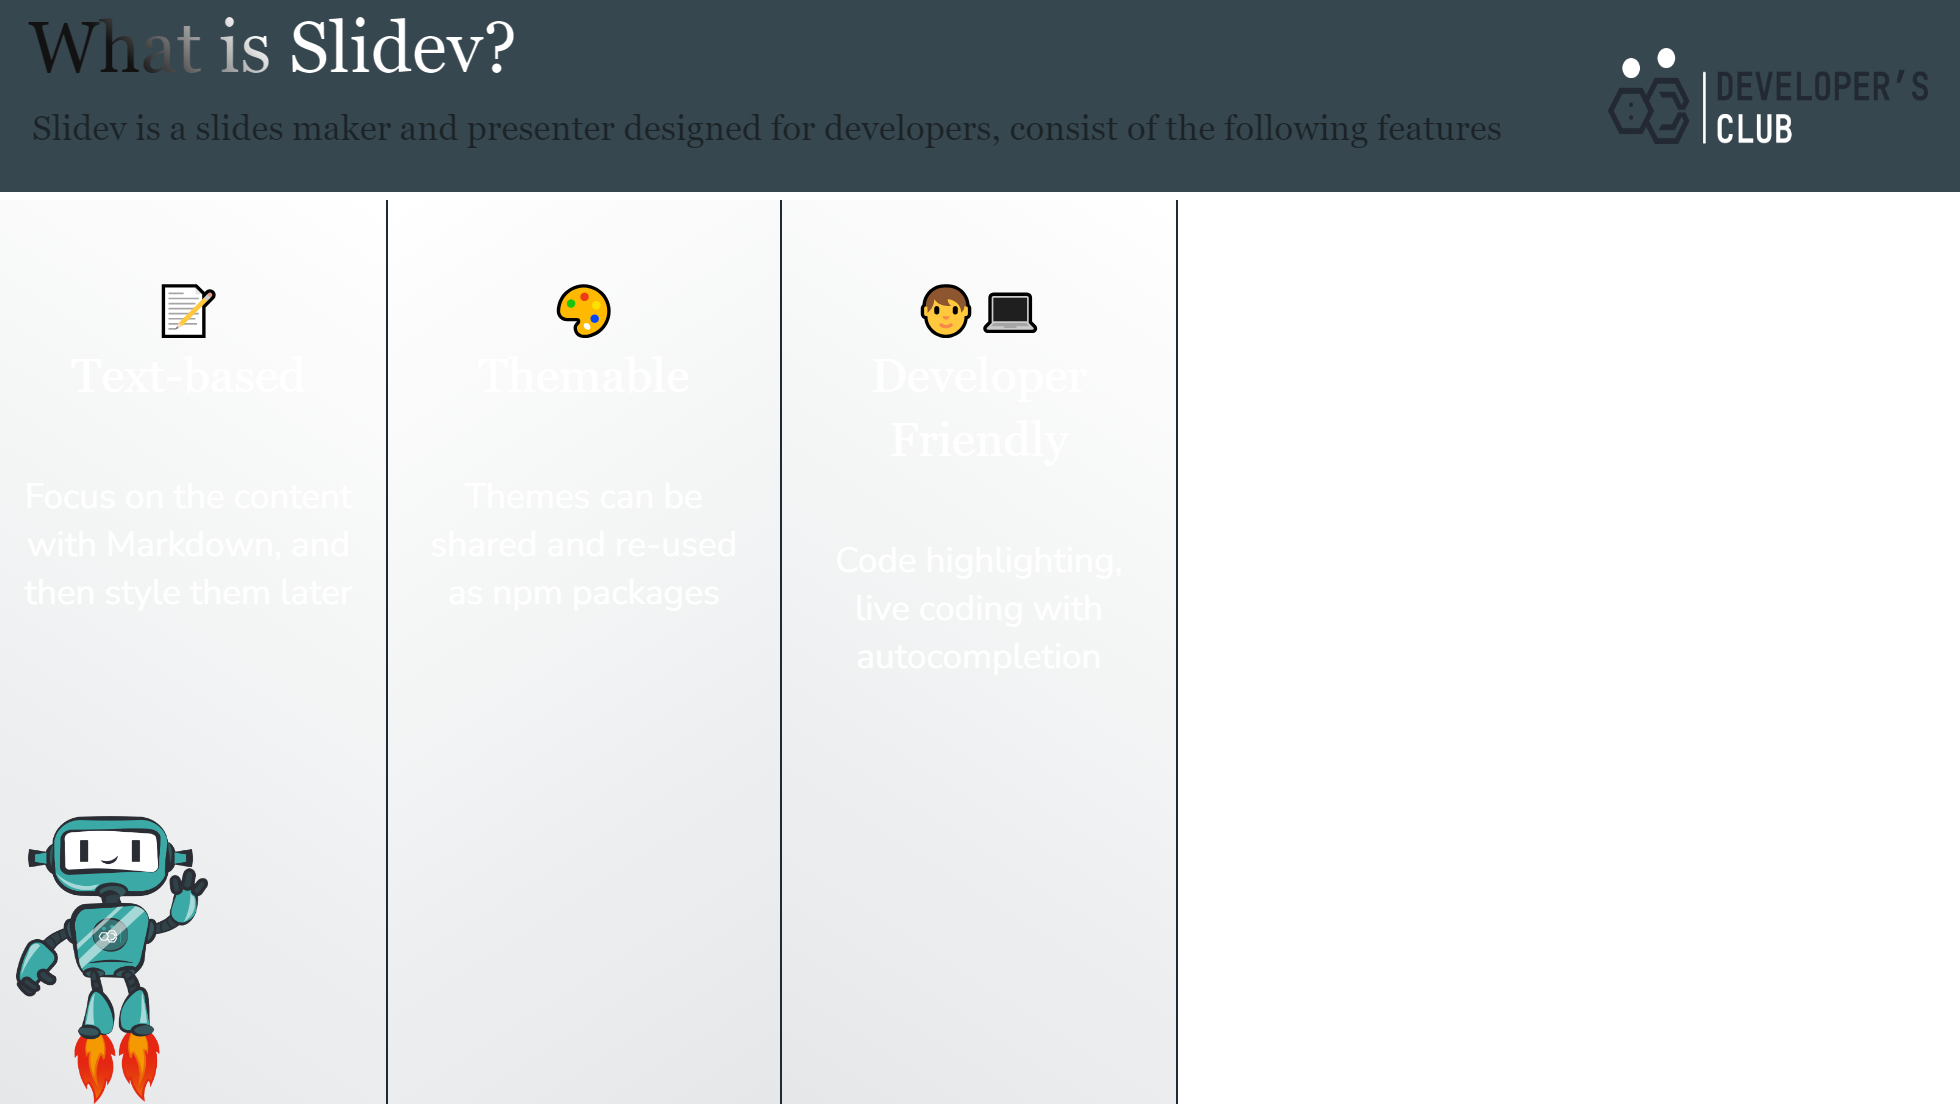 What is Slidev?
Slidev is a slides maker and presenter designed for developers, consist of the following features
DEVELOPER'S
CLUB
Text-based
Focus on the content
with Markdown, and
then style them later
Themable
Themes can be
shared and re-used
as npm packages
Developer
Friendly
Code highlighting,
live coding with
autocompletion